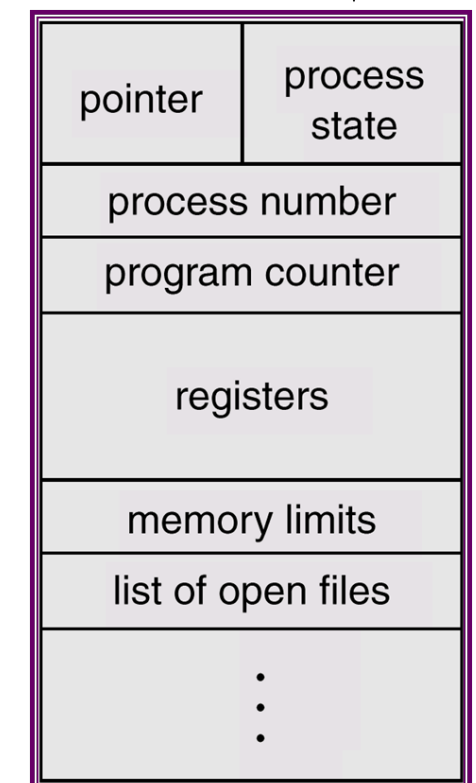 pointer
process
state
process number
program counter
registers
memory limits
list of open files